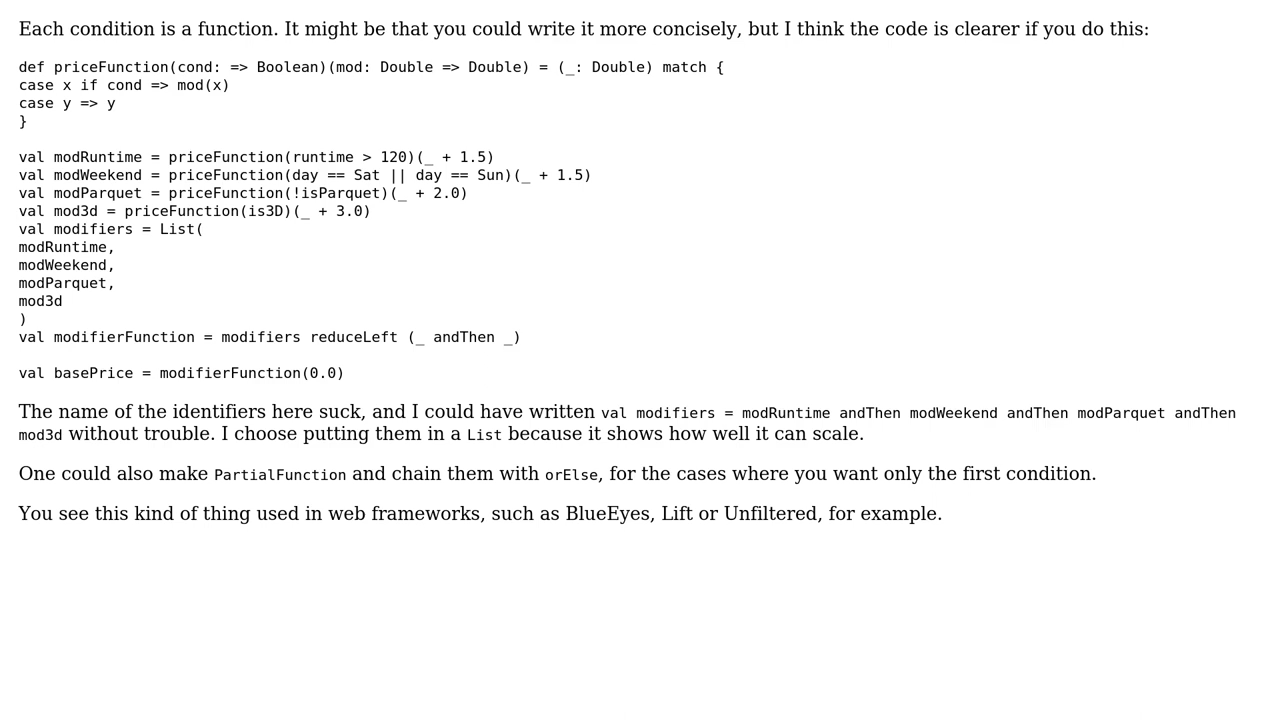 Each condition is a function. It might be that you could write it more concisely, but I think the code is clearer if you do this:
def priceFunction(cond: => Boolean)(mod: Double => Double) = (_: Double) match {
case x if cond => mod(x)
case y => y
}
val modRuntime = priceFunction(runtime > 120)(_ + 1.5)
val modWeekend = priceFunction(day == Sat || day == Sun)(_ + 1.5)
val modParquet = priceFunction(!isParquet)(_ + 2.0)
val mod3d = priceFunction(is3D)(_ + 3.0)
val modifiers = List(
modRuntime,
modWeekend,
modParquet,
mod3d
)
val modifierFunction = modifiers reduceLeft (_ andThen _)
val basePrice = modifierFunction(0.0)
The name of the identifiers here suck, and I could have written val modifiers = modRuntime andThen modWeekend andThen modParquet andThen
mod3d without trouble. I choose putting them in a List because it shows how well it can scale.
One could also make PartialFunction and chain them with orElse, for the cases where you want only the first condition.
You see this kind of thing used in web frameworks, such as BlueEyes, Lift or Unfiltered, for example.